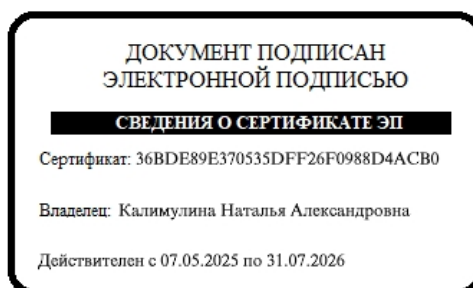 ДОКУМЕНТ ПОДПИСАН
ЭЛЕКТРОННОЙ ПОДПИСЬЮ
СВЕДЕНИЯ О СЕРТИФИКАТЕ ЭП
Сертификат: 36BDE89E370535DFF26F0988D4ACB0
Владелец: Калимулина Наталья Александровна
Действителен с 07.05.2025 по 31.07.2026